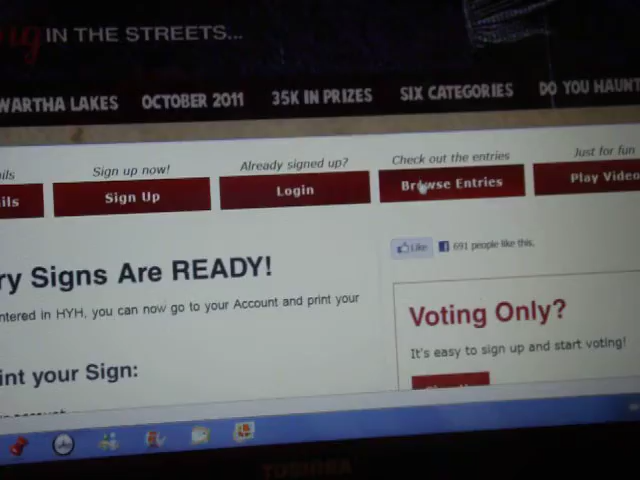 IN THE STREETS...
WARTHA LAKES OCTOBER 2011 35K IN PRIZES SIX CATEGORIES DO YOU HAUNT
ils Sign up now! Already signed up? Check out the entries Just for fun
ils Sign Up Login Browse Entries Play Video
Like 691 people like this.
ry Signs Are READY!
ntered in HYH, you can now go to your Account and print your
Voting Only?
It's easy to sign up and start voting!
int your Sign:
TOSHIBA